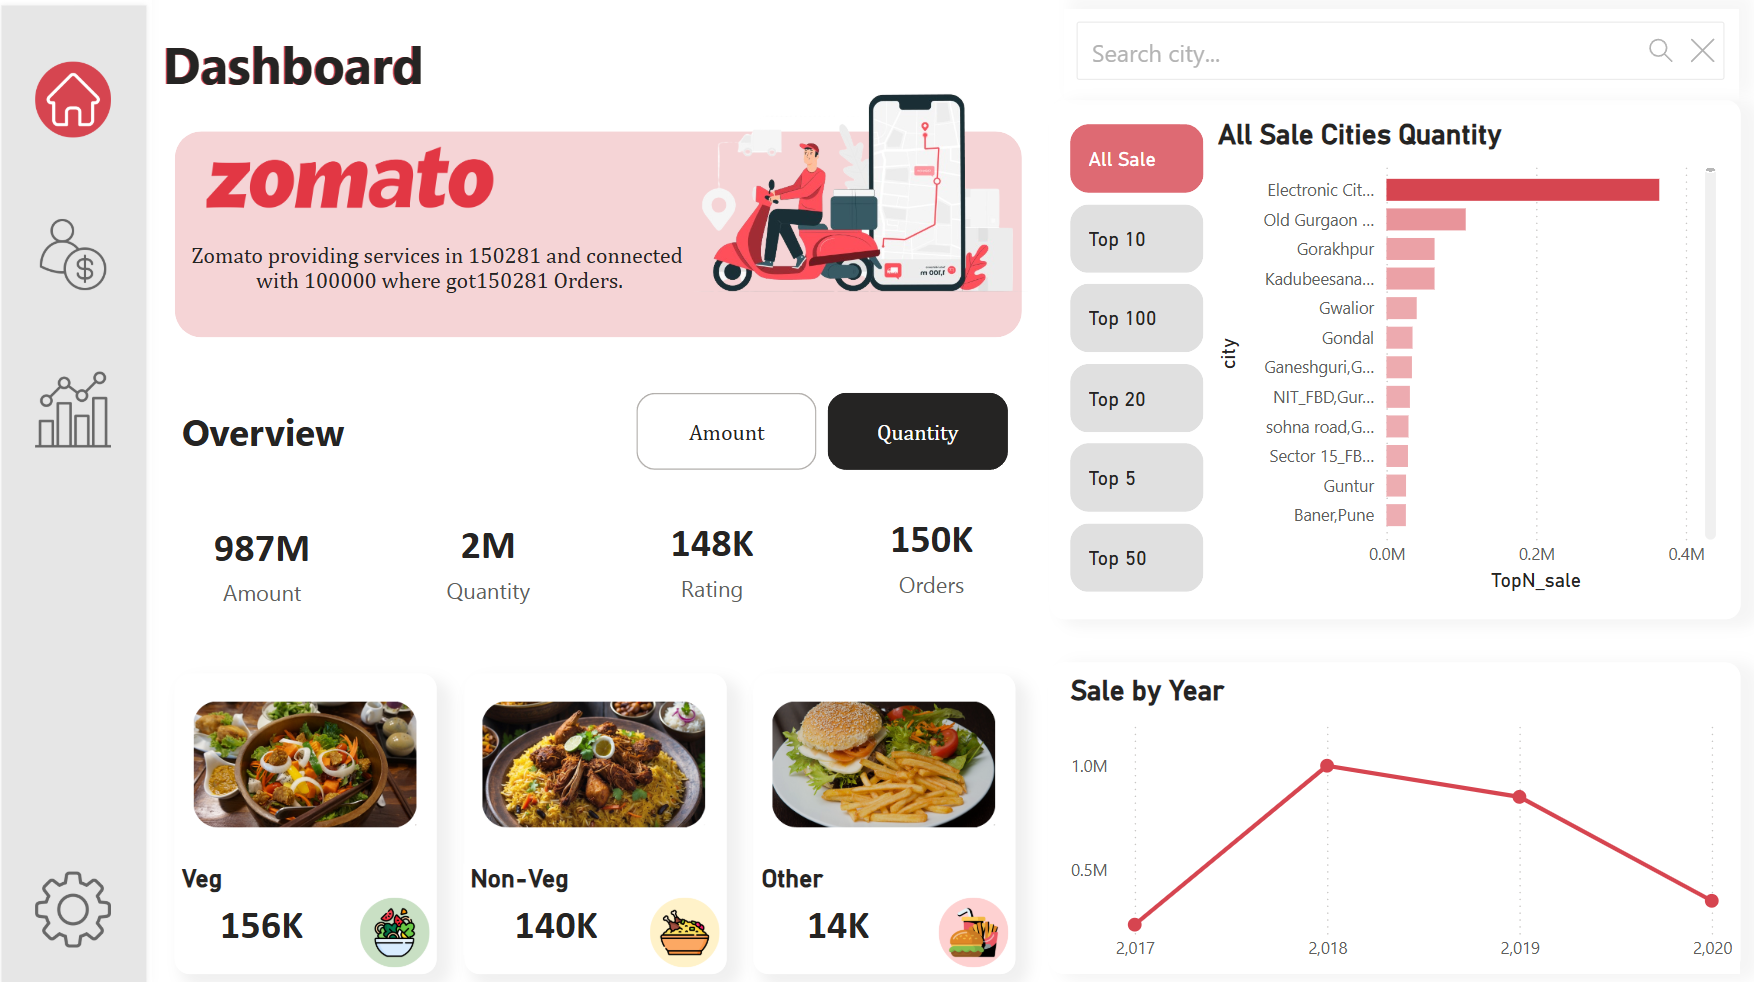 Dashboard
zomato
Zomato providing services in 150281 and connected
with 100000 where got150281 Orders.
Overview
Amount
Quantity
987M
Amount
2M
Quantity
148K
Rating
150K
Orders
Veg
156K
Non-Veg
140K
Other
14K
Search city...
All Sale
Top 10
Top 100
Top 20
Top 5
Top 50
All Sale Cities Quantity
city
Electronic Cit...
Old Gurgaon ...
Gorakhpur
Kadubeesana...
Gwalior
Gondal
Ganeshguri,G...
NIT_FBD,Gur...
sohna road,G...
Sector 15_FB...
Guntur
Baner,Pune
0.0M 0.2M 0.4M
TopN_sale
Sale by Year
1.0M
0.5M
2,017 2,018 2,019 2,020